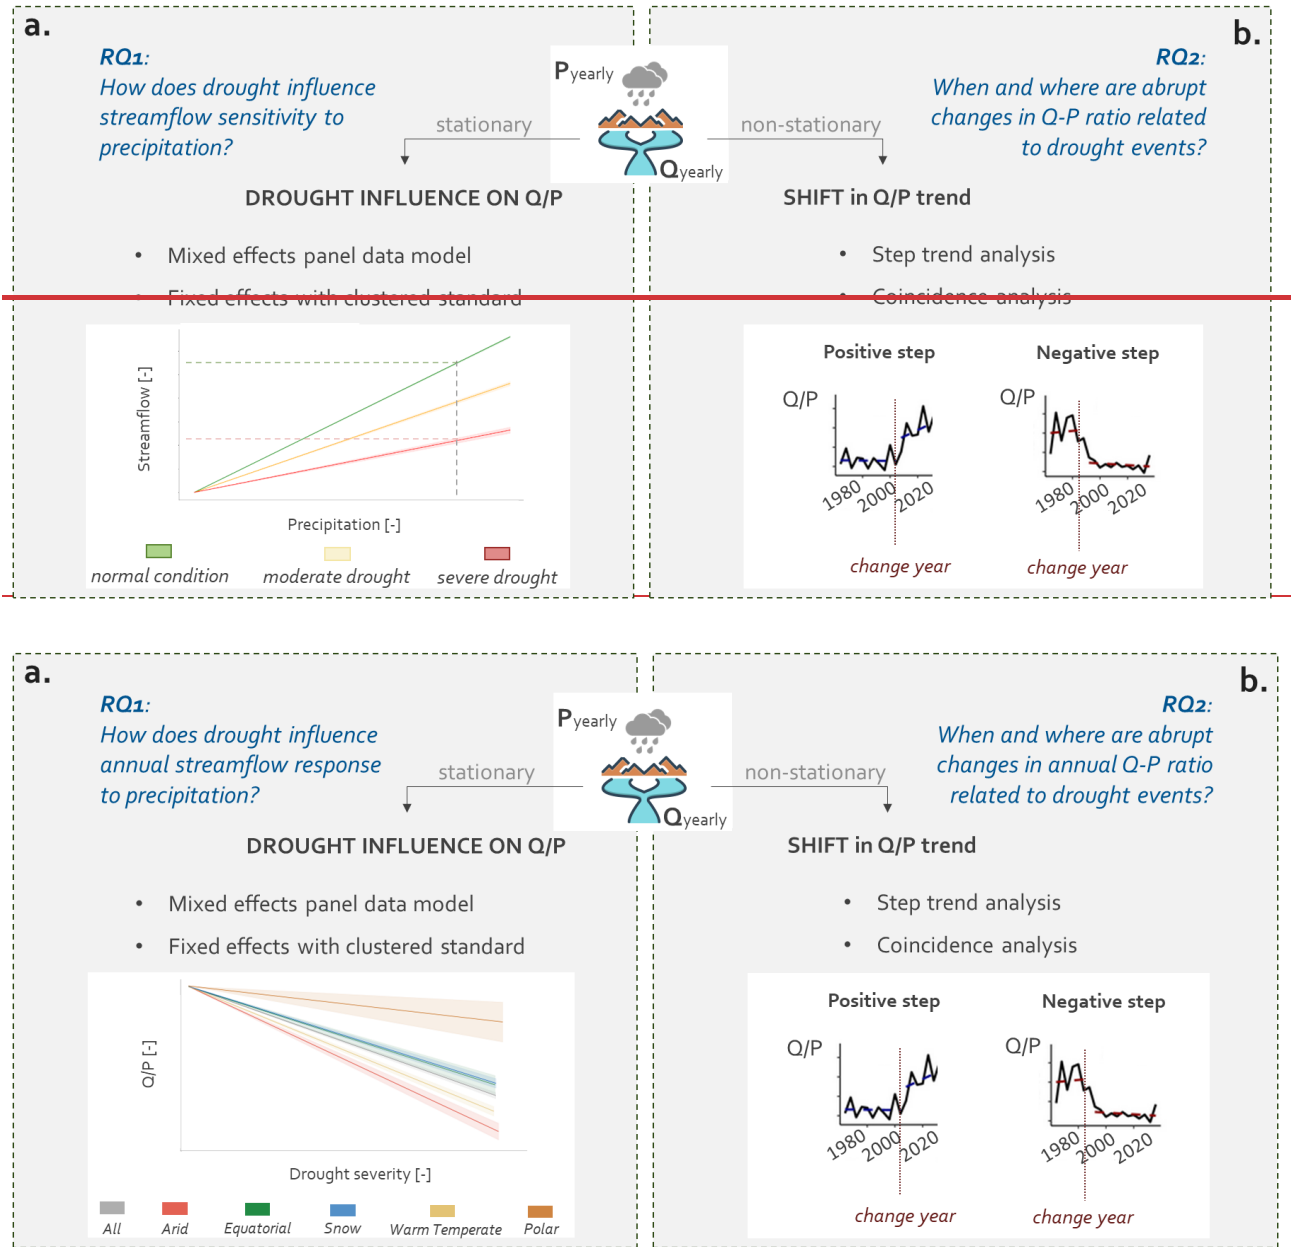 a.
b.
RQ1:
How does drought influence
streamflow sensitivity to
precipitation?
Pyearly
Qyearly
stationary
non-stationary
RQ2:
When and where are abrupt
changes in Q-P ratio related
to drought events?
DROUGHT INFLUENCE ON Q/P
• Mixed effects panel data model
• Fixed effects with clustered standard
SHIFT in Q/P trend
• Step trend analysis
• Coincidence analysis
Streamflow [-]
Precipitation [-]
normal condition
moderate drought
severe drought
Positive step
Q/P
1980
2000
2020
change year
Negative step
Q/P
1980
2000
2020
change year
a.
b.
RQ1:
How does drought influence
annual streamflow response
to precipitation?
Pyearly
Qyearly
stationary
non-stationary
RQ2:
When and where are abrupt
changes in annual Q-P ratio
related to drought events?
DROUGHT INFLUENCE ON Q/P
• Mixed effects panel data model
• Fixed effects with clustered standard
SHIFT in Q/P trend
• Step trend analysis
• Coincidence analysis
Q/P [-]
Drought severity [-]
All
Arid
Equatorial
Snow
Warm Temperate
Polar
Positive step
Q/P
1980
2000
2020
change year
Negative step
Q/P
1980
2000
2020
change year